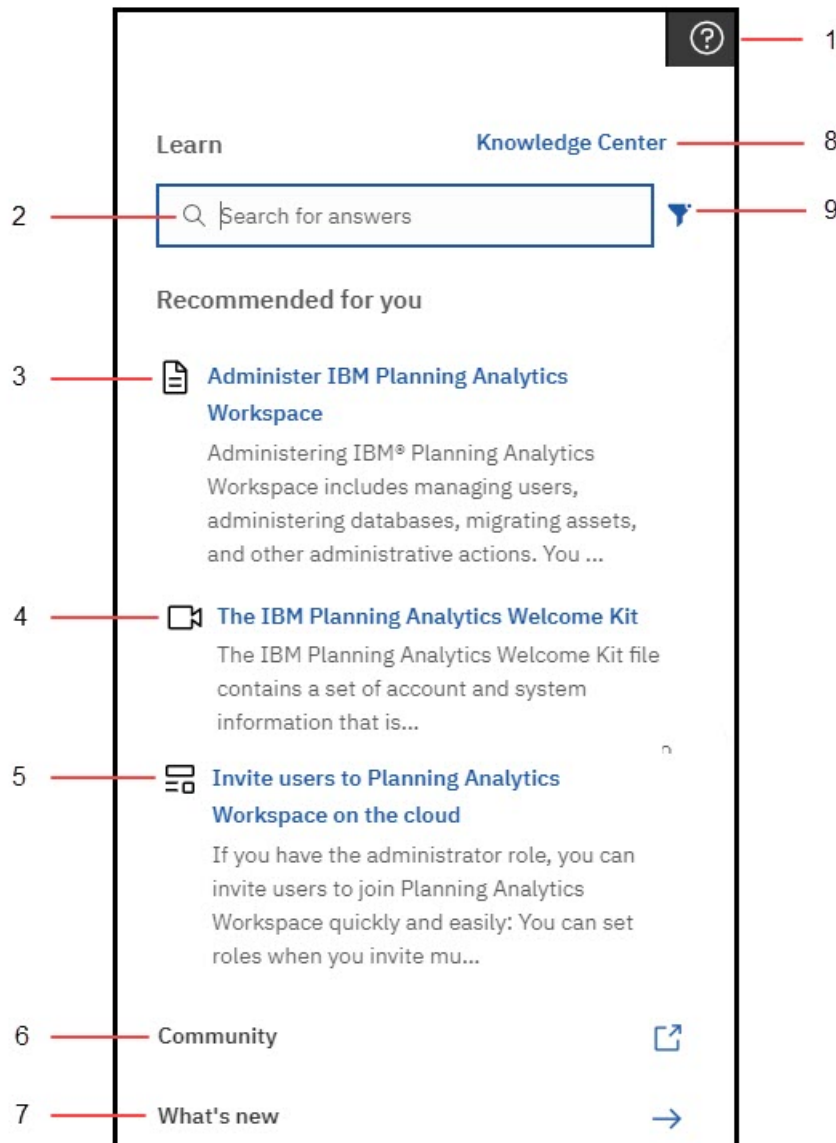 1
Learn Knowledge Center 8
2 Search for answers 9
Recommended for you
3 Administer IBM Planning Analytics
Workspace
Administering IBM® Planning Analytics
Workspace includes managing users,
administering databases, migrating assets,
and other administrative actions. You ...
4 The IBM Planning Analytics Welcome Kit
The IBM Planning Analytics Welcome Kit file
contains a set of account and system
information that is...
5 Invite users to Planning Analytics
Workspace on the cloud
If you have the administrator role, you can
invite users to join Planning Analytics
Workspace quickly and easily: You can set
roles when you invite mu...
6 Community
7 What's new